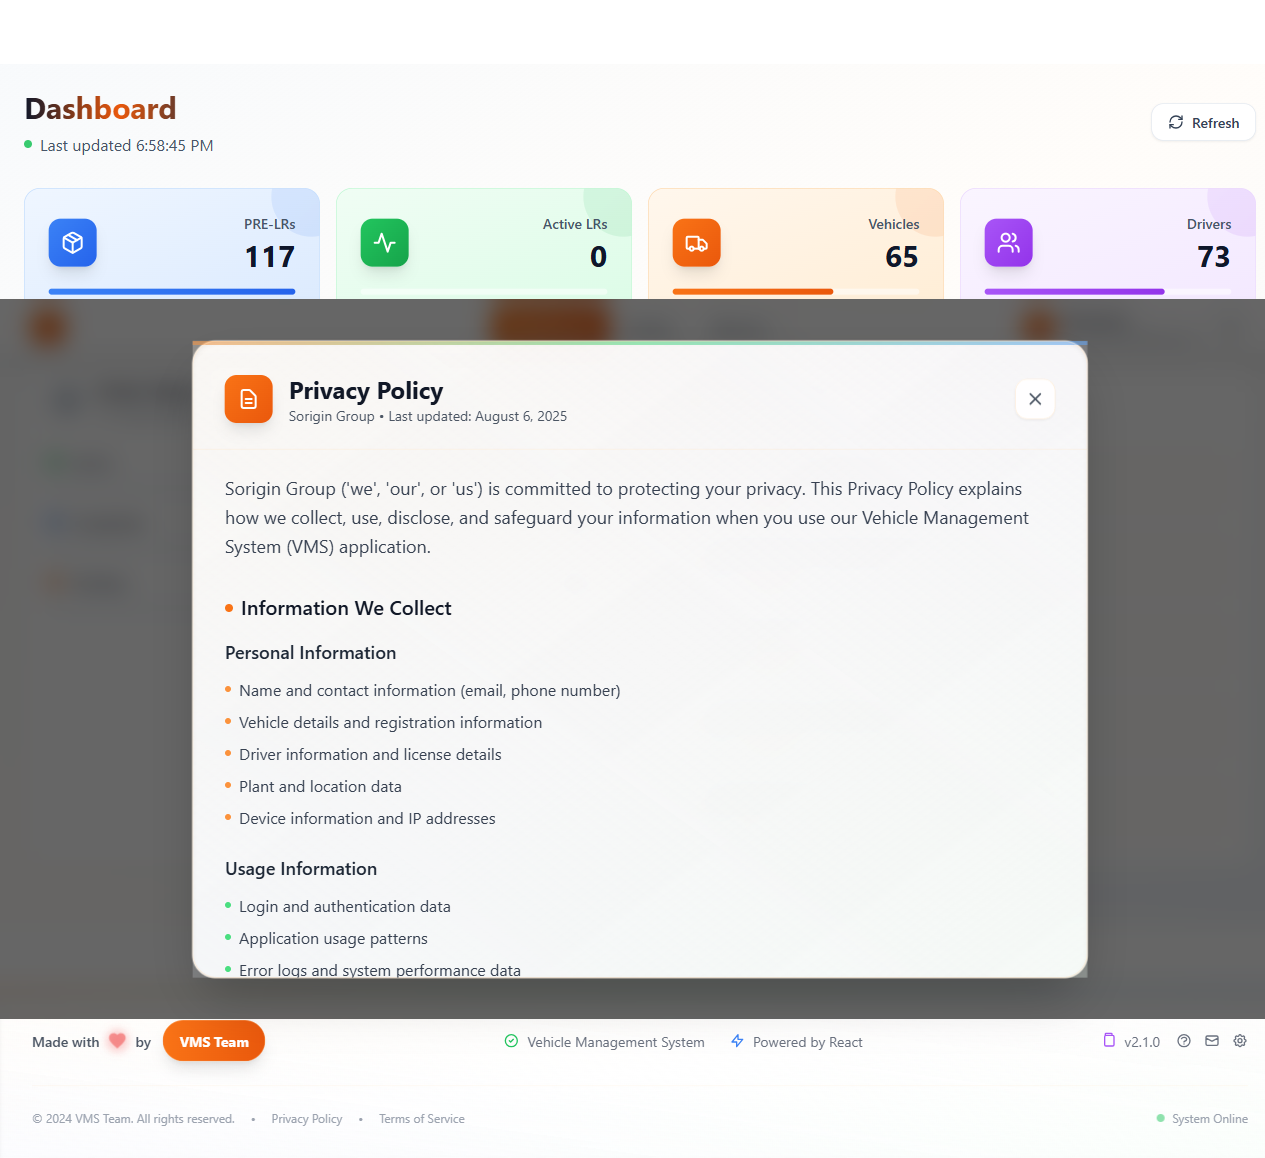 Dashboard
Last updated 6:58:45 PM
Refresh
PRE-LRs
117
Active LRs
0
Vehicles
65
Drivers
73
Privacy Policy
Sorigin Group • Last updated: August 6, 2025
Sorigin Group ('we', 'our', or 'us') is committed to protecting your privacy. This Privacy Policy explains
how we collect, use, disclose, and safeguard your information when you use our Vehicle Management
System (VMS) application.
Information We Collect
Personal Information
Name and contact information (email, phone number)
Vehicle details and registration information
Driver information and license details
Plant and location data
Device information and IP addresses
Usage Information
Login and authentication data
Application usage patterns
Error logs and system performance data
Made with by VMS Team
Vehicle Management System
Powered by React
v2.1.0
© 2024 VMS Team. All rights reserved. • Privacy Policy • Terms of Service
System Online